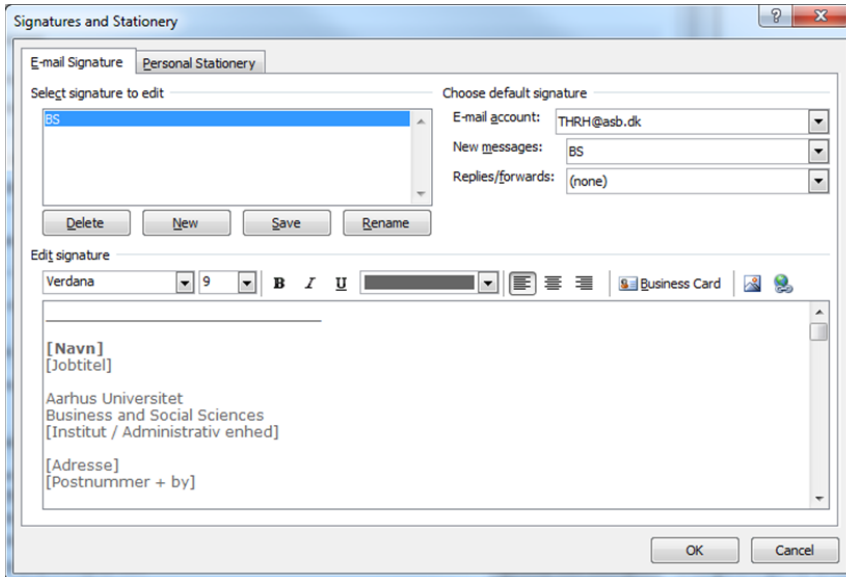 Signatures and Stationery
E-mail Signature
Personal Stationery
Select signature to edit
BS
Delete
New
Save
Rename
Choose default signature
E-mail account:
THRH@asb.dk
New messages:
BS
Replies/forwards:
(none)
Edit signature
Verdana
9
B
I
U
Business Card
[Navn]
[Jobtitel]
Aarhus Universitet
Business and Social Sciences
[Institut / Administrativ enhed]
[Adresse]
[Postnummer + by]
OK
Cancel